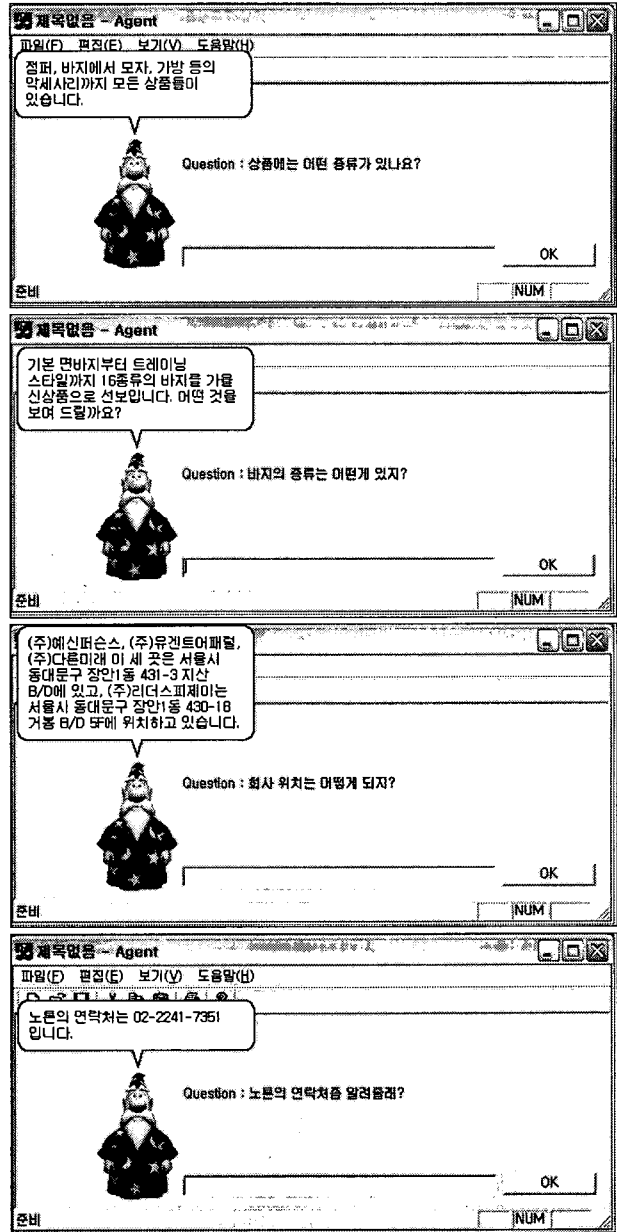 제목없음 - Agent
파일(F) 편집(E) 보기(V) 도움말(H)
점퍼, 바지에서 모자, 가방 등의
악세사리까지 모든 상품들이
있습니다.
Question : 상품에는 어떤 종류가 있나요?
OK
준비
NUM
제목없음 - Agent
기본 면바지부터 트레이닝
스타일까지 16종류의 바지를 가을
신상품으로 선보입니다. 어떤 것을
보여 드릴까요?
Question : 바지의 종류는 어떤게 있지?
OK
준비
NUM
(주)예신퍼슨스, (주)유겐트어패럴,
(주)다른미래 이 세 곳은 서울시
동대문구 장안1동 431-3 지산
B/D에 있고, (주)리더스피제이는
서울시 동대문구 장안1동 430-18
거봉 B/D 5F에 위치하고 있습니다.
Question : 회사 위치는 어떻게 되지?
OK
준비
NUM
제목없음 - Agent
파일(F) 편집(E) 보기(V) 도움말(H)
노튼의 연락처는 02-2241-7351
입니다.
Question : 노튼의 연락처좀 알려줄래?
OK
준비
NUM